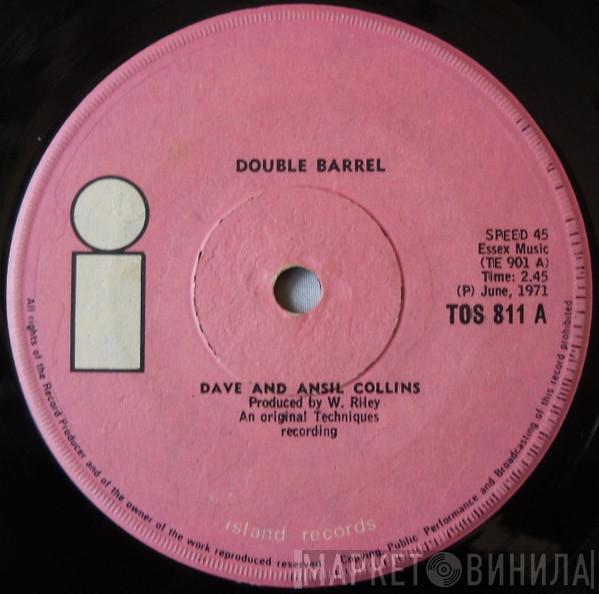 DOUBLE BARREL
SPEED 45
Essex Music
(TE 901 A)
Time: 2.45
(P) June, 1971
TOS 811 A
i
DAVE AND ANSIL COLLINS
Produced by W. Riley
An original Techniques
recording
island records
All rights of the Record Producer and of the owner of the work reproduced reserved. Copying, Public Performance and Broadcasting of this record prohibited.
МАРКЕТ ВИНИЛА